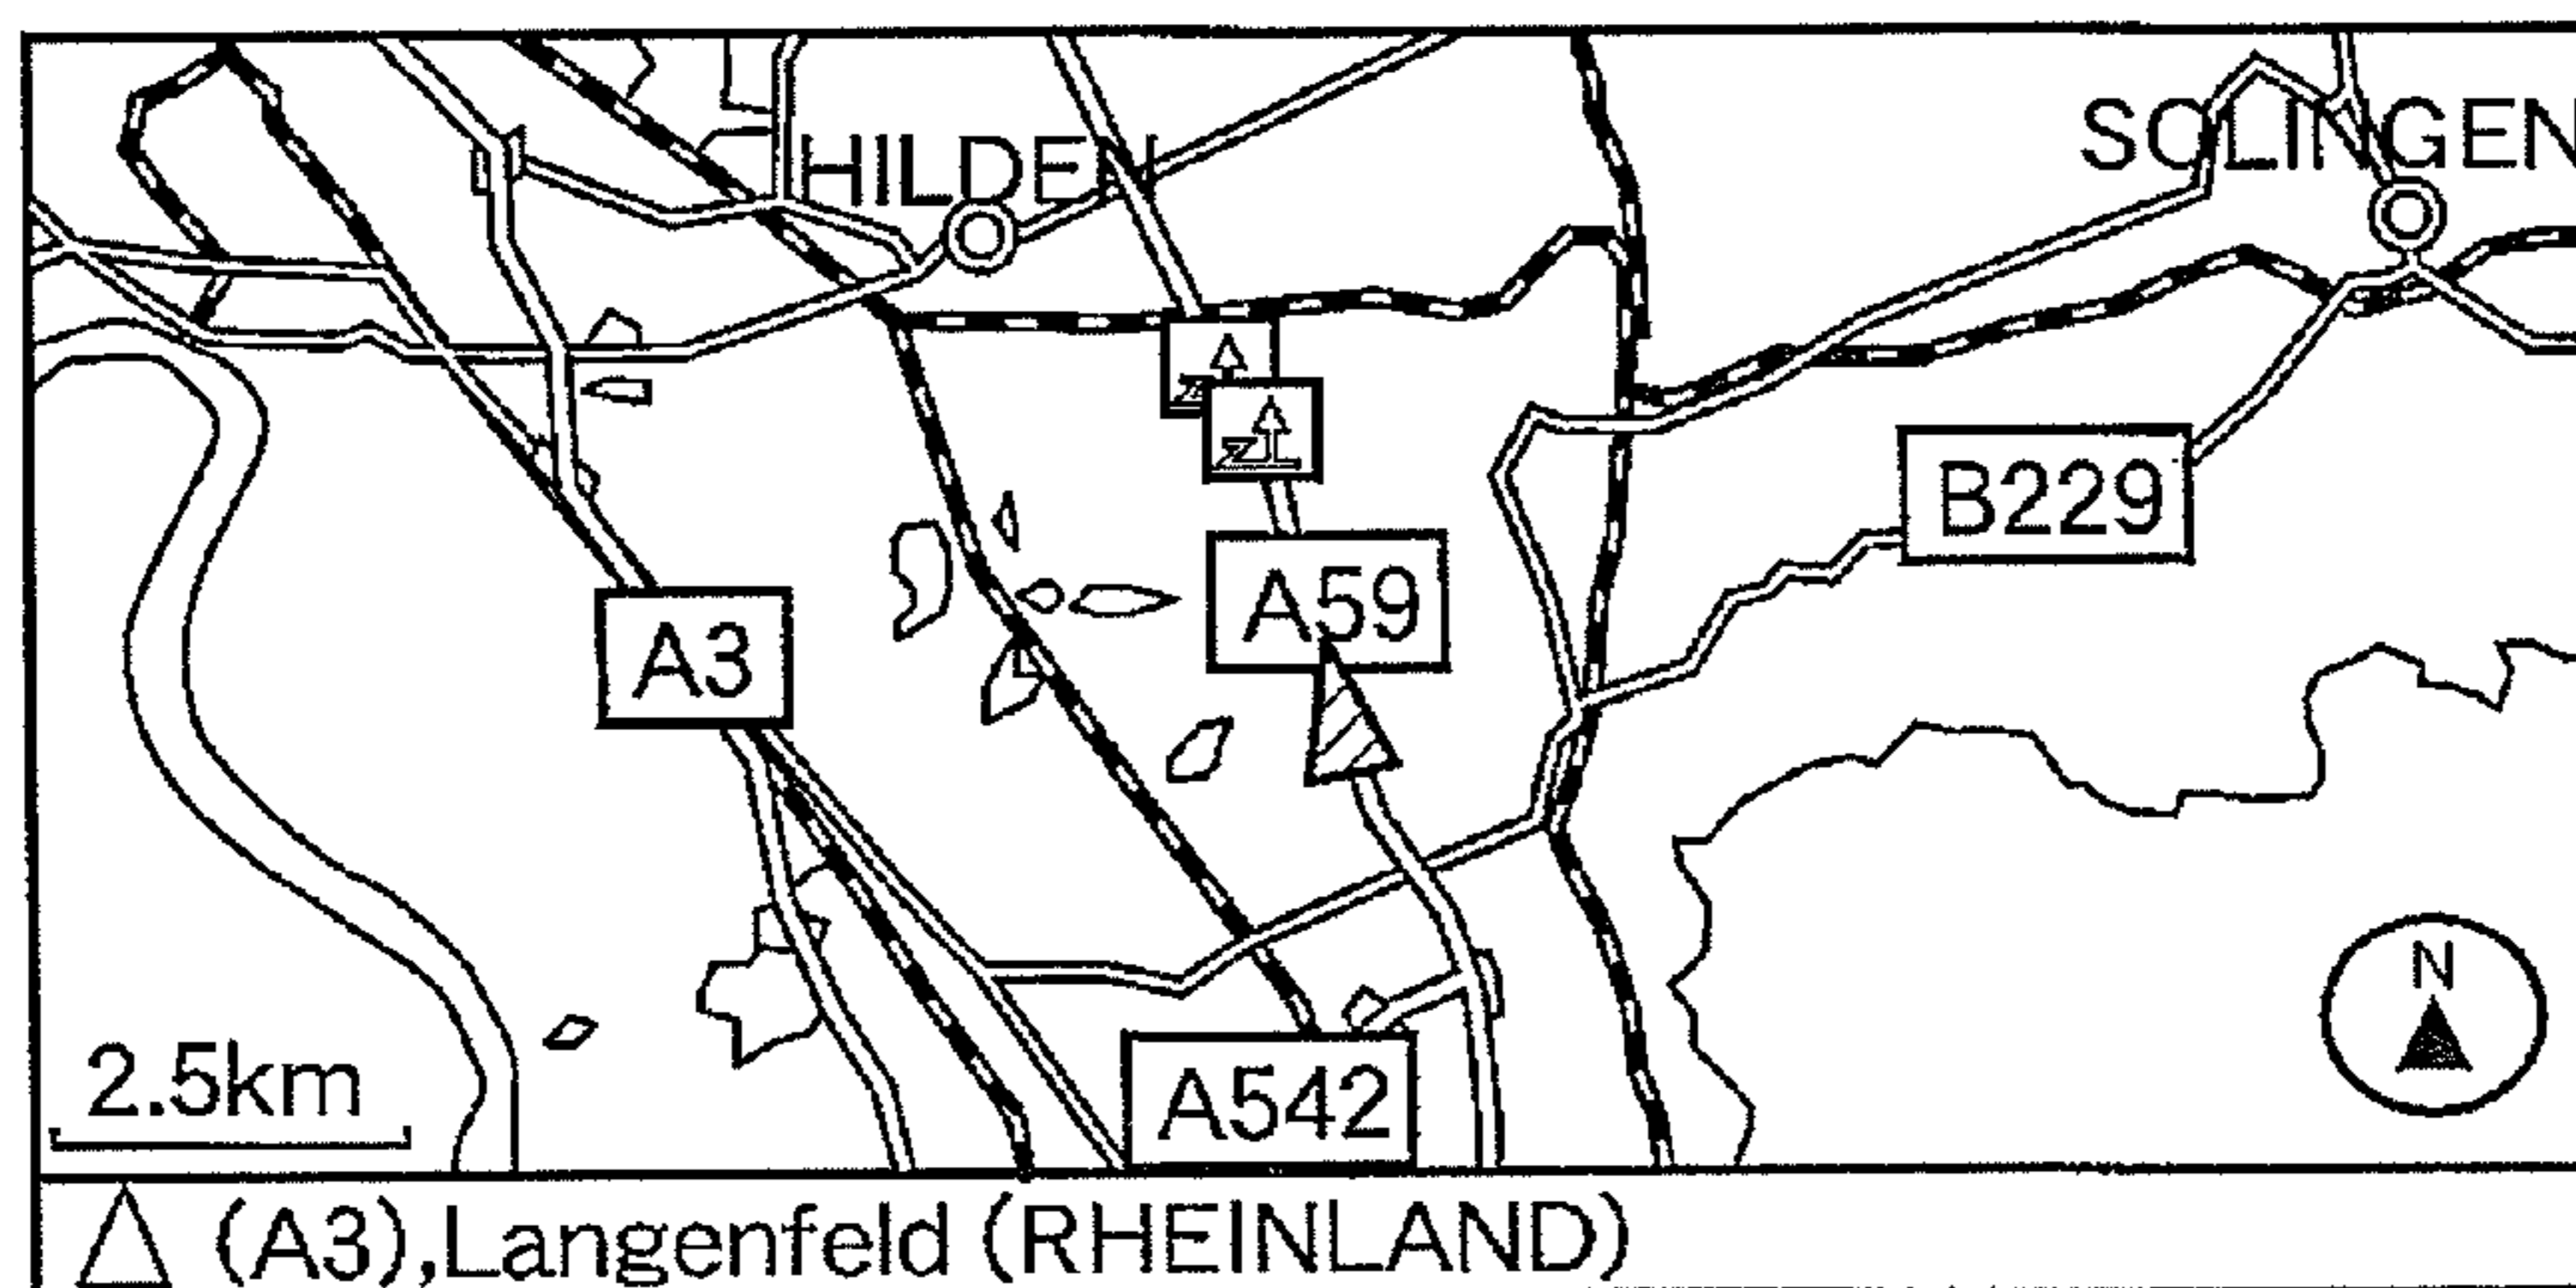 HILDEN
SOLINGEN
B229
A59
A3
N
2.5km
A542
(A3),Langenfeld (RHEINLAND)